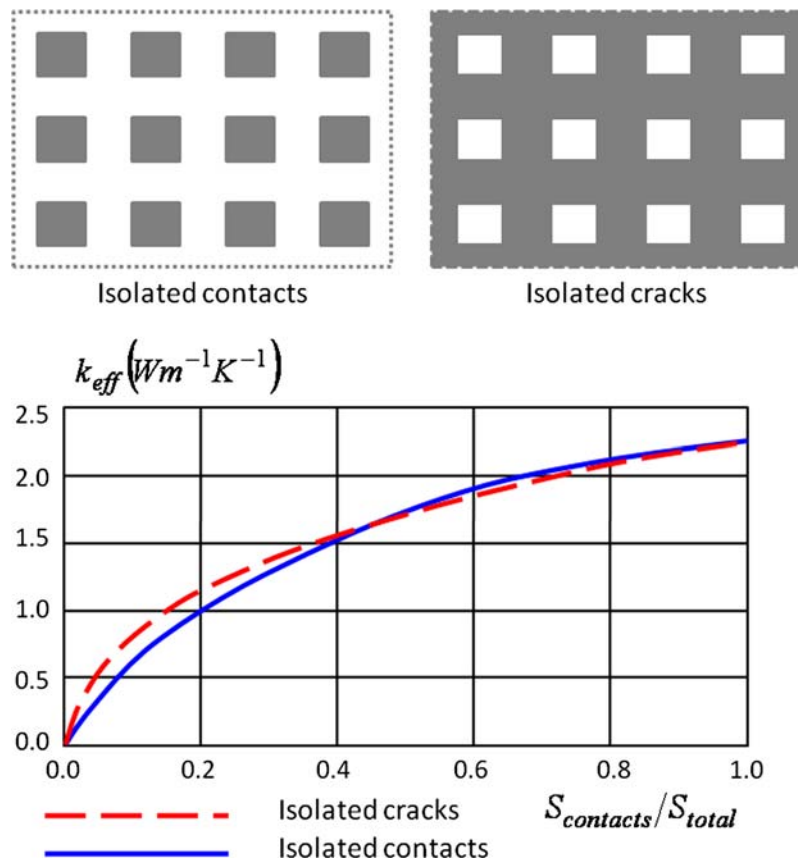 Isolated contacts
Isolated cracks
k_eff (Wm⁻¹K⁻¹)
2.5
2.0
1.5
1.0
0.5
0.0
0.0 0.2 0.4 0.6 0.8 1.0
Isolated cracks
S_contacts/S_total
Isolated contacts